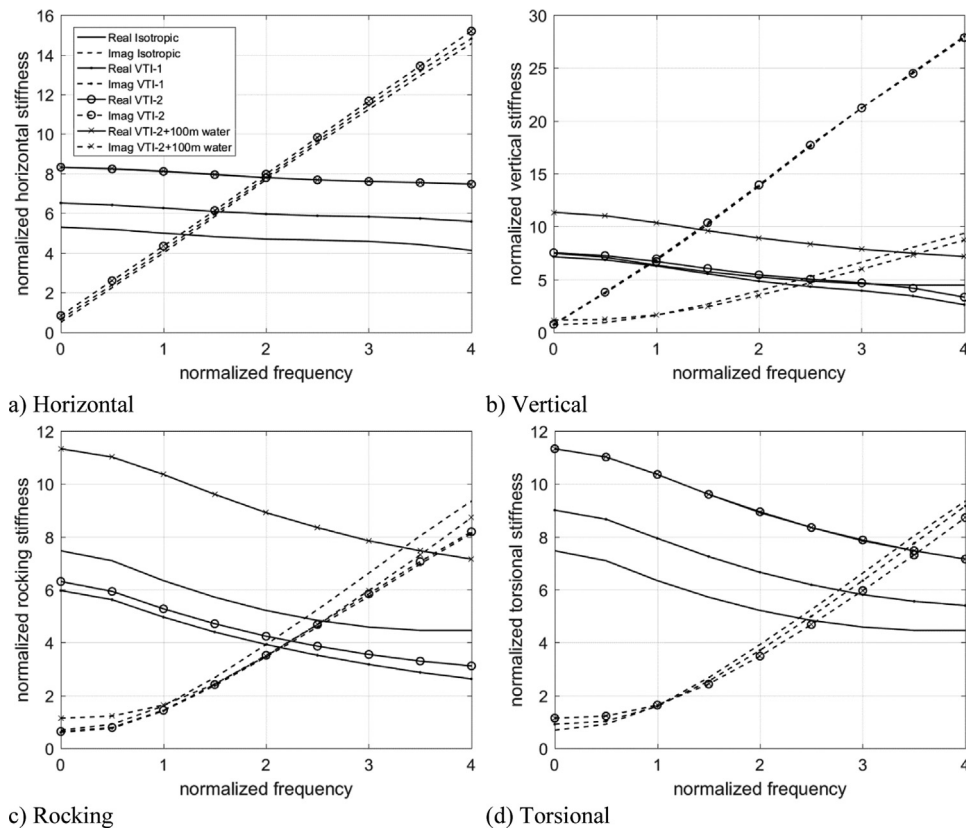 normalized horizontal stiffness
16
14
12
10
8
6
4
2
0
Real Isotropic
Imag Isotropic
Real VTI-1
Imag VTI-1
Real VTI-2
Imag VTI-2
Real VTI-2+100m water
Imag VTI-2+100m water
0 1 2 3 4
normalized frequency
a) Horizontal
normalized vertical stiffness
30
25
20
15
10
5
0
0 1 2 3 4
normalized frequency
b) Vertical
normalized rocking stiffness
12
10
8
6
4
2
0
0 1 2 3 4
normalized frequency
c) Rocking
normalized torsional stiffness
12
10
8
6
4
2
0
0 1 2 3 4
normalized frequency
(d) Torsional